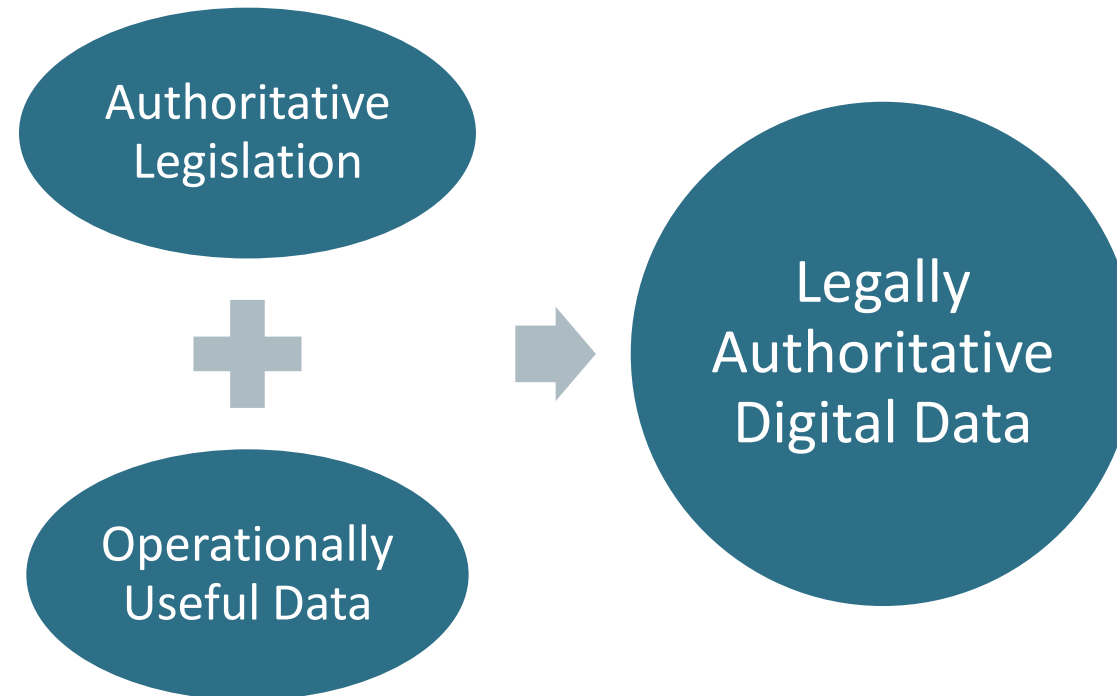 Authoritative
Legislation
Operationally
Useful Data
Legally
Authoritative
Digital Data